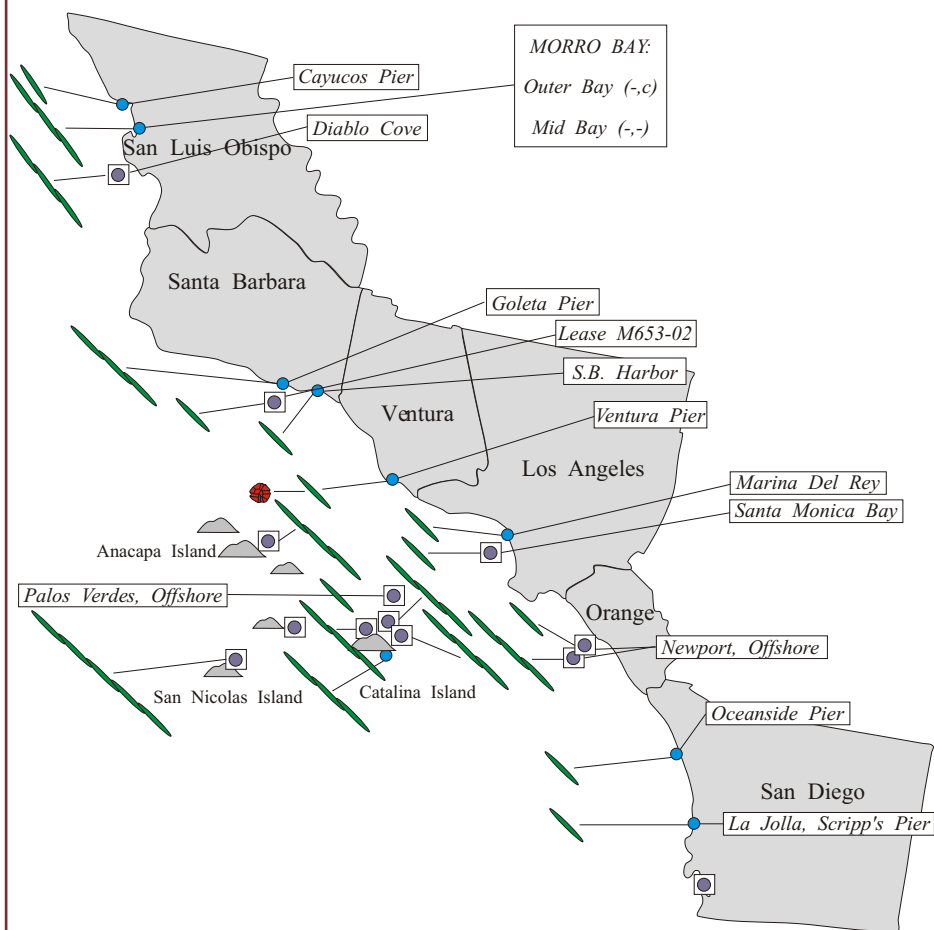 MORRO BAY:
Outer Bay (-,c)
Mid Bay (-,-)
Cayucos Pier
Diablo Cove
San Luis Obispo
Santa Barbara
Goleta Pier
Lease M653-02
S.B. Harbor
Ventura
Ventura Pier
Los Angeles
Marina Del Rey
Santa Monica Bay
Anacapa Island
Palos Verdes, Offshore
Orange
Newport, Offshore
San Nicolas Island
Catalina Island
Oceanside Pier
San Diego
La Jolla, Scripp's Pier